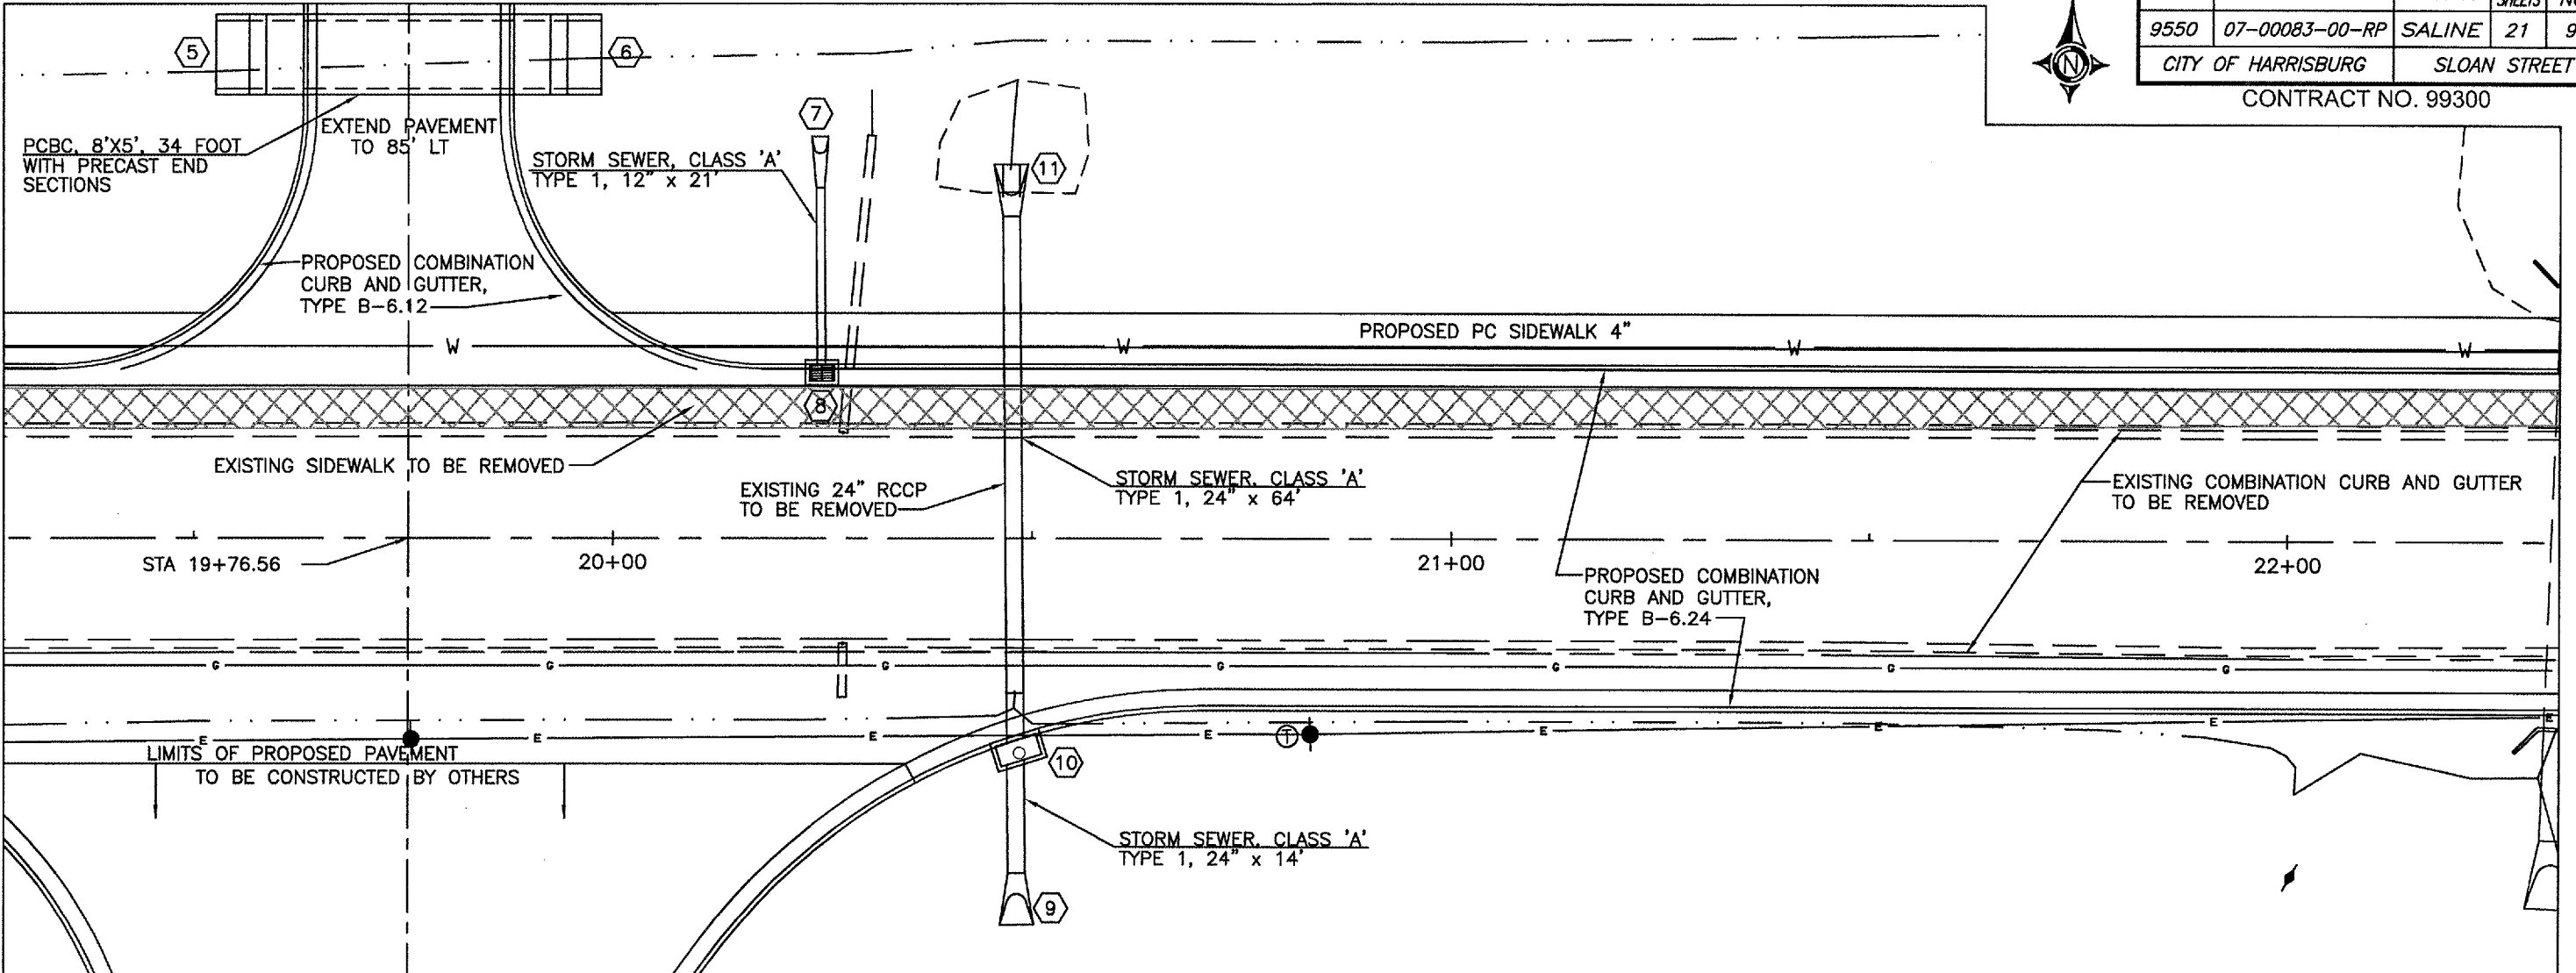 SHEETS
9550 07-00083-00-RP SALINE 21 9
CITY OF HARRISBURG SLOAN STREET
CONTRACT NO. 99300
N
5
6
7
11
PCBC, 8'X5', 34 FOOT
WITH PRECAST END
SECTIONS
EXTEND PAVEMENT
TO 85' LT
STORM SEWER, CLASS 'A'
TYPE 1, 12" x 21'
PROPOSED COMBINATION
CURB AND GUTTER,
TYPE B-6.12
PROPOSED PC SIDEWALK 4"
W W W W
8
EXISTING SIDEWALK TO BE REMOVED
EXISTING 24" RCCP
TO BE REMOVED
STORM SEWER, CLASS 'A'
TYPE 1, 24" x 64'
EXISTING COMBINATION CURB AND GUTTER
TO BE REMOVED
STA 19+76.56
20+00
21+00
22+00
PROPOSED COMBINATION
CURB AND GUTTER,
TYPE B-6.24
G G G G G G G
E E E E E E E E
T
LIMITS OF PROPOSED PAVEMENT
TO BE CONSTRUCTED BY OTHERS
10
STORM SEWER, CLASS 'A'
TYPE 1, 24" x 14'
9